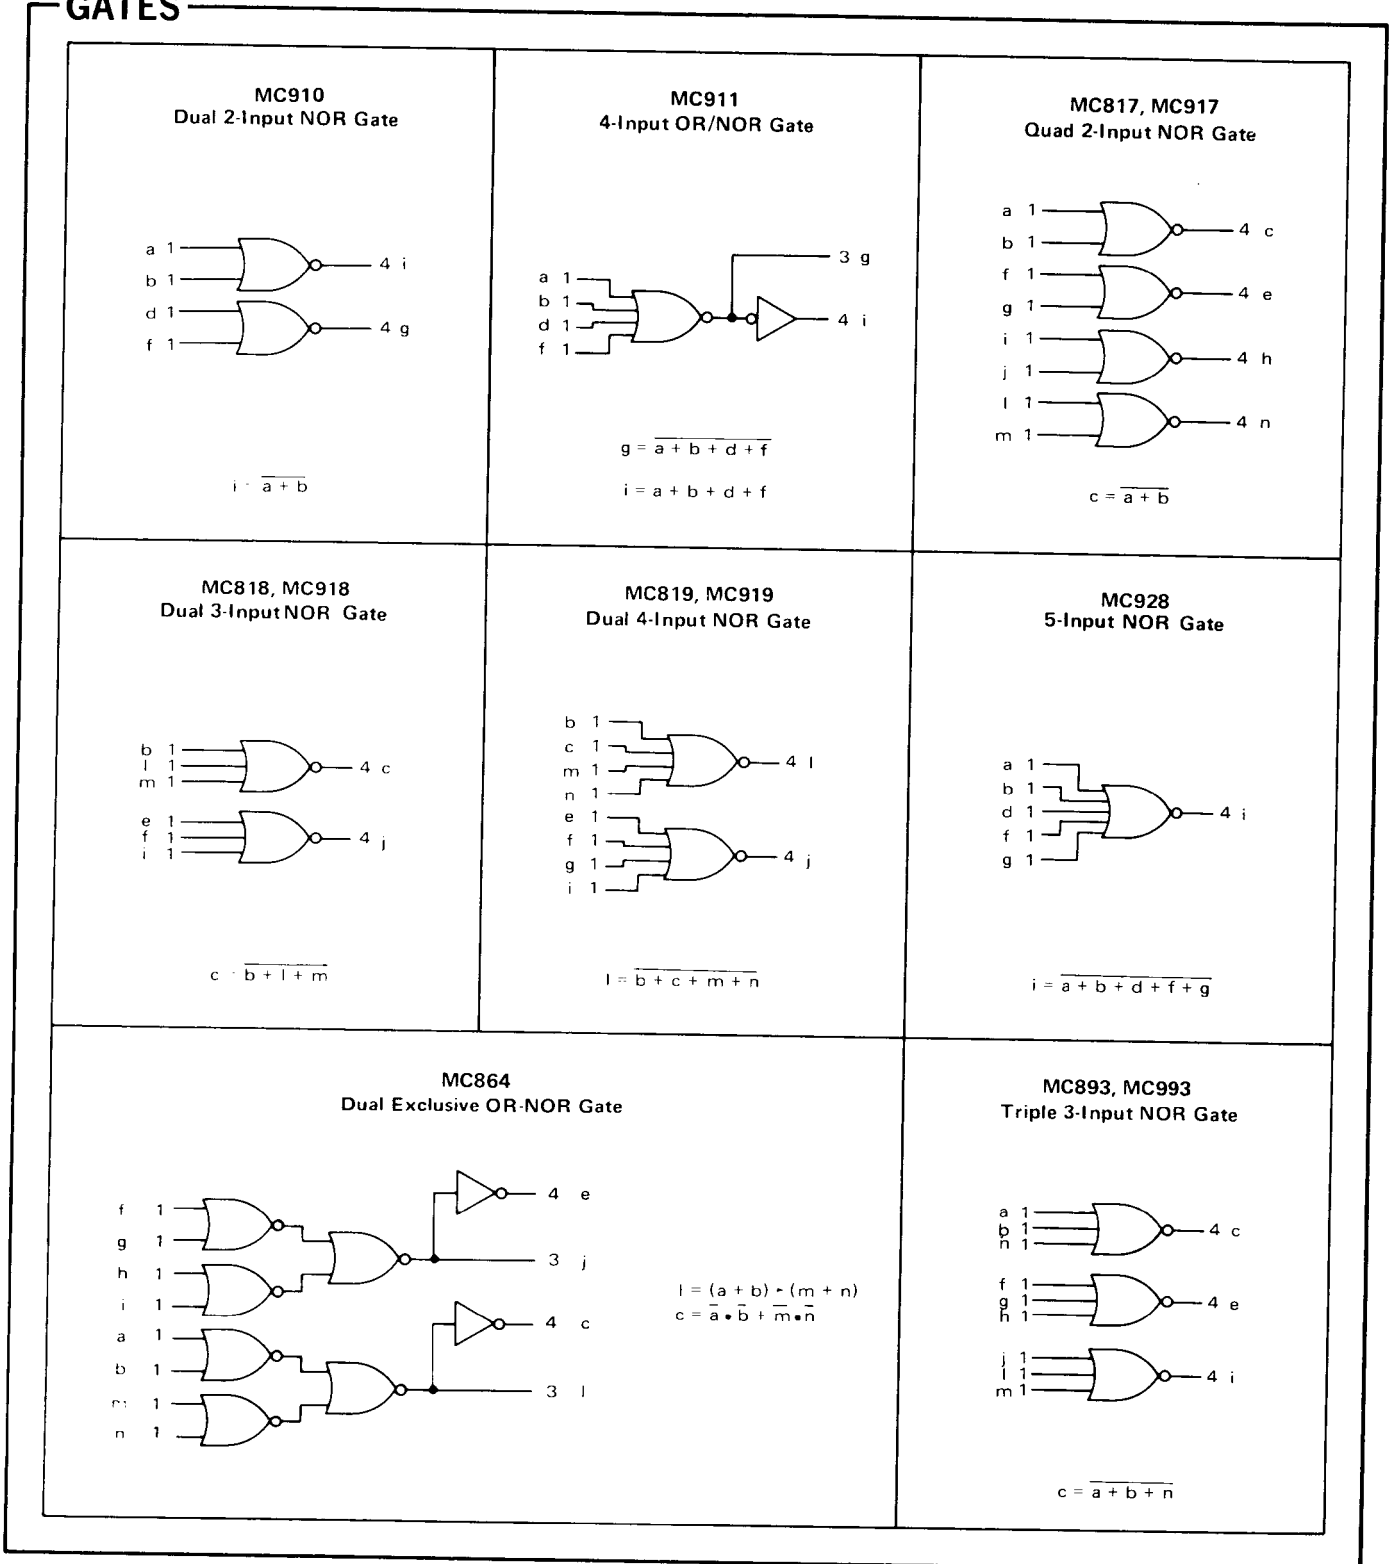 GATES
MC910
Dual 2-Input NOR Gate
a 1
b 1
4 i
d 1
f 1
4 g
i = a + b
MC911
4-Input OR/NOR Gate
a 1
b 1
d 1
f 1
3 g
4 i
g = a + b + d + f
i = a + b + d + f
MC817, MC917
Quad 2-Input NOR Gate
a 1
b 1
4 c
f 1
g 1
4 e
i 1
j 1
4 h
l 1
m 1
4 n
c = a + b
MC818, MC918
Dual 3-Input NOR Gate
b 1
l 1
m 1
4 c
e 1
f 1
i 1
4 j
c = b + l + m
MC819, MC919
Dual 4-Input NOR Gate
b 1
c 1
m 1
n 1
4 l
e 1
f 1
g 1
i 1
4 j
l = b + c + m + n
MC928
5-Input NOR Gate
a 1
b 1
d 1
f 1
g 1
4 i
i = a + b + d + f + g
MC864
Dual Exclusive OR-NOR Gate
f 1
g 1
h 1
i 1
4 e
3 j
a 1
b 1
m 1
n 1
4 c
3 l
l = (a + b) • (m + n)
c = a̅ • b̅ + m̅ • n̅
MC893, MC993
Triple 3-Input NOR Gate
a 1
b 1
n 1
4 c
f 1
g 1
h 1
4 e
j 1
l 1
m 1
4 i
c = a + b + n